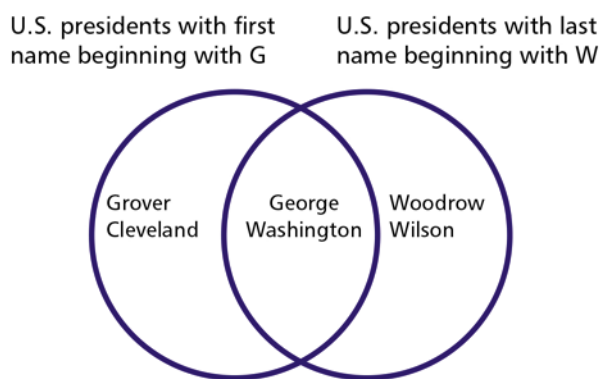 U.S. presidents with first
name beginning with G
U.S. presidents with last
name beginning with W
Grover
Cleveland
George
Washington
Woodrow
Wilson